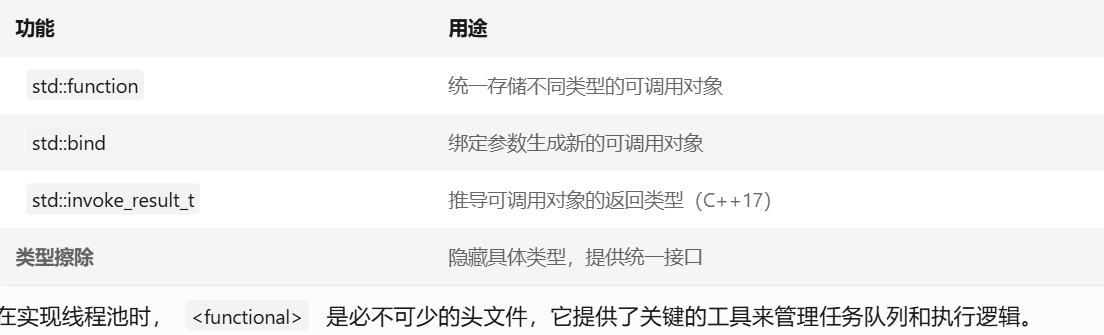 功能 用途
std::function 统一存储不同类型的可调用对象
std::bind 绑定参数生成新的可调用对象
std::invoke_result_t 推导可调用对象的返回类型（C++17）
类型擦除 隐藏具体类型，提供统一接口
在实现线程池时， <functional> 是必不可少的头文件，它提供了关键的工具来管理任务队列和执行逻辑。